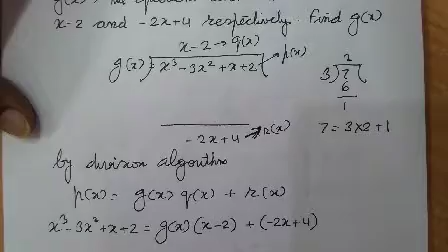 x-2 and -2x+4 respectively. Find g(x)
x-2 → q(x)
g(x)) x³-3x²+x+2 ( → p(x)
-2x+4 → r(x)
2
3) 7 (
6
1
7 = 3×2+1
by division algorithm
p(x) = g(x) q(x) + r(x)
x³-3x²+x+2 = g(x) (x-2) + (-2x+4)